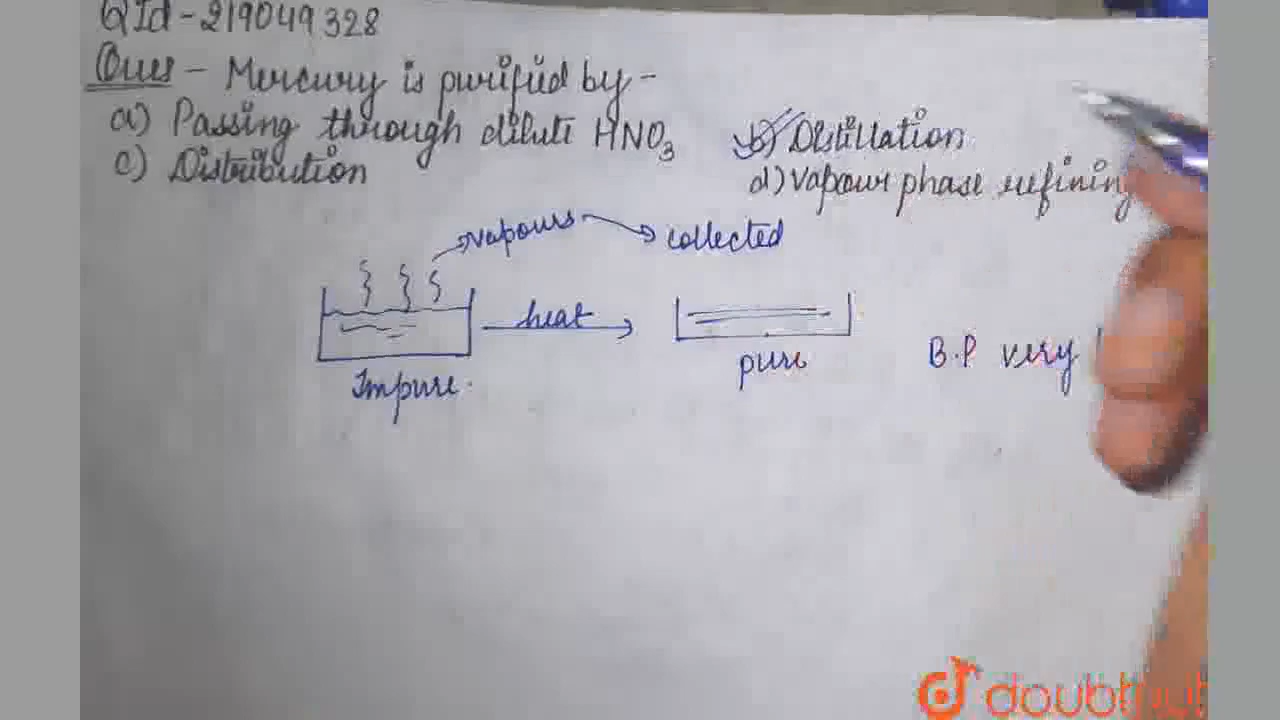 QId - 219049328
Ques - Mercury is purified by -
a) Passing through dilute HNO3 b) Distillation
c) Distribution d) Vapour phase refining
vapours collected
heat
Impure. pure B.P very
doubtnut